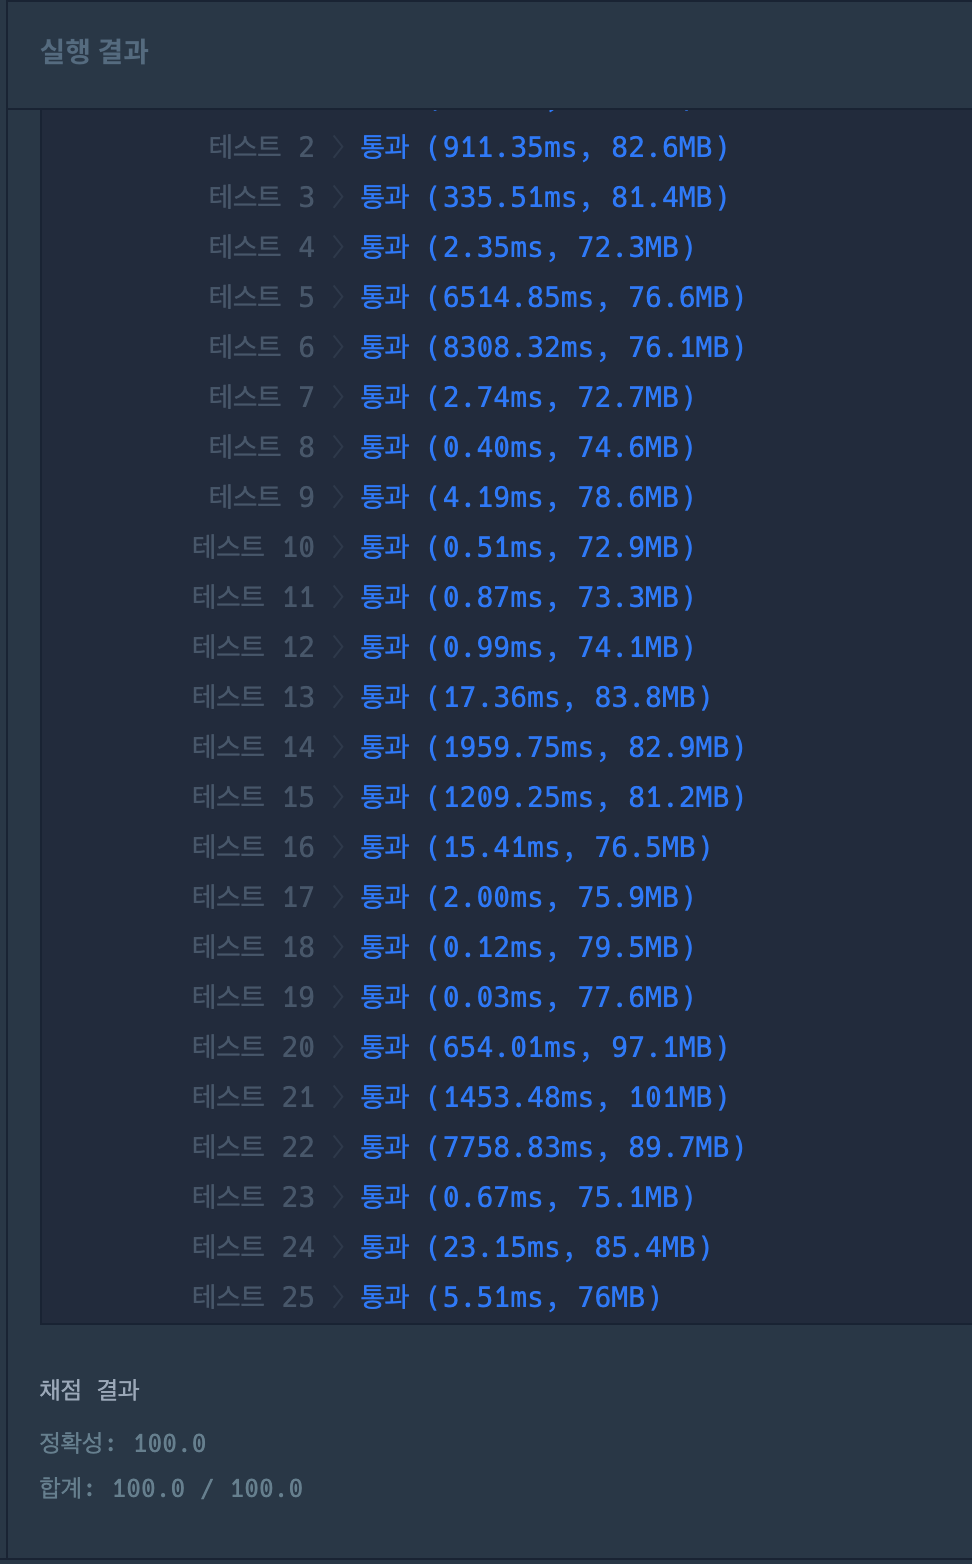 실행 결과
테스트 2 〉 통과 (911.35ms, 82.6MB)
테스트 3 〉 통과 (335.51ms, 81.4MB)
테스트 4 〉 통과 (2.35ms, 72.3MB)
테스트 5 〉 통과 (6514.85ms, 76.6MB)
테스트 6 〉 통과 (8308.32ms, 76.1MB)
테스트 7 〉 통과 (2.74ms, 72.7MB)
테스트 8 〉 통과 (0.40ms, 74.6MB)
테스트 9 〉 통과 (4.19ms, 78.6MB)
테스트 10 〉 통과 (0.51ms, 72.9MB)
테스트 11 〉 통과 (0.87ms, 73.3MB)
테스트 12 〉 통과 (0.99ms, 74.1MB)
테스트 13 〉 통과 (17.36ms, 83.8MB)
테스트 14 〉 통과 (1959.75ms, 82.9MB)
테스트 15 〉 통과 (1209.25ms, 81.2MB)
테스트 16 〉 통과 (15.41ms, 76.5MB)
테스트 17 〉 통과 (2.00ms, 75.9MB)
테스트 18 〉 통과 (0.12ms, 79.5MB)
테스트 19 〉 통과 (0.03ms, 77.6MB)
테스트 20 〉 통과 (654.01ms, 97.1MB)
테스트 21 〉 통과 (1453.48ms, 101MB)
테스트 22 〉 통과 (7758.83ms, 89.7MB)
테스트 23 〉 통과 (0.67ms, 75.1MB)
테스트 24 〉 통과 (23.15ms, 85.4MB)
테스트 25 〉 통과 (5.51ms, 76MB)
채점 결과
정확성: 100.0
합계: 100.0 / 100.0